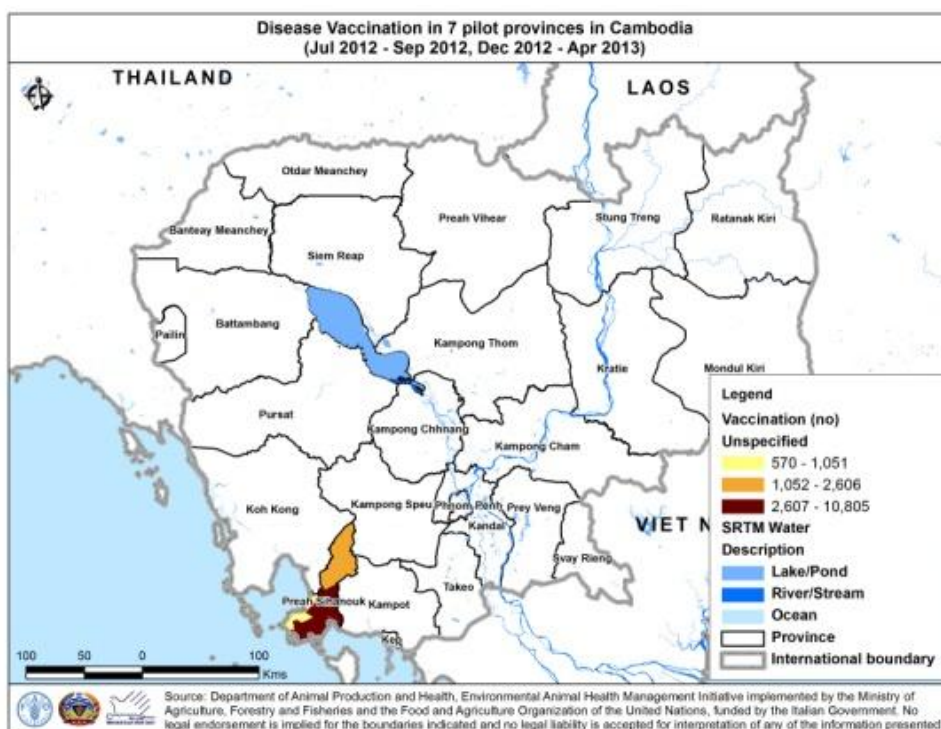 Disease Vaccination in 7 pilot provinces in Cambodia
(Jul 2012 - Sep 2012, Dec 2012 - Apr 2013)
THAILAND
LAOS
Otdar Meanchey
Preah Vihear
Stung Treng
Ratanak Kiri
Banteay Meanchey
Siem Reap
Battambang
Pailin
Kampong Thom
Kratie
Mondul Kiri
Pursat
Kampong Chhnang
Kampong Cham
Koh Kong
Kampong Speu
Phnom Penh
Prey Veng
Kandal
VIET N
Svay Rieng
Takeo
Preah Sihanouk
Kampot
Kep
Legend
Vaccination (no)
Unspecified
570 - 1,051
1,052 - 2,606
2,607 - 10,805
SRTM Water
Description
Lake/Pond
River/Stream
Ocean
Province
International boundary
100 50 0 100
Kms
Source: Department of Animal Production and Health, Environmental Animal Health Management Initiative implemented by the Ministry of
Agriculture, Forestry and Fisheries and the Food and Agriculture Organization of the United Nations, funded by the Italian Government. No
legal endorsement is implied for the boundaries indicated and no legal liability is accepted for interpretation of any of the information presented